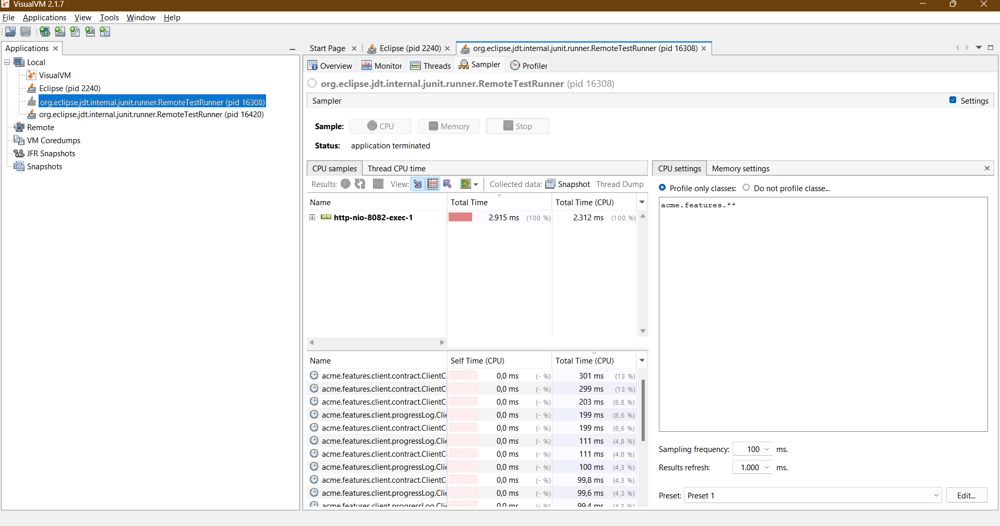 VisualVM 2.1.7
File Applications View Tools Window Help
Applications
Local
VisualVM
Eclipse (pid 2240)
org.eclipse.jdt.internal.junit.runner.RemoteTestRunner (pid 16308)
org.eclipse.jdt.internal.junit.runner.RemoteTestRunner (pid 16420)
Remote
VM Coredumps
JFR Snapshots
Snapshots
Start Page Eclipse (pid 2240) org.eclipse.jdt.internal.junit.runner.RemoteTestRunner (pid 16308)
Overview Monitor Threads Sampler Profiler
org.eclipse.jdt.internal.junit.runner.RemoteTestRunner (pid 16308)
Sampler Settings
Sample: CPU Memory Stop
Status: application terminated
CPU samples Thread CPU time
Results: View: Collected data: Snapshot Thread Dump
Name Total Time Total Time (CPU)
http-nio-8082-exec-1 2.915 ms (100 %) 2.312 ms (100 %)
Name Self Time (CPU) Total Time (CPU)
acme.features.client.contract.ClientC 0,0 ms (- %) 301 ms (13 %)
acme.features.client.contract.ClientC 0,0 ms (- %) 299 ms (13 %)
acme.features.client.contract.ClientC 0,0 ms (- %) 203 ms (8,8 %)
acme.features.client.progressLog.Clie 0,0 ms (- %) 199 ms (8,6 %)
acme.features.client.contract.ClientC 0,0 ms (- %) 199 ms (8,6 %)
acme.features.client.progressLog.Clie 0,0 ms (- %) 111 ms (4,8 %)
acme.features.client.contract.ClientC 0,0 ms (- %) 111 ms (4,8 %)
acme.features.client.progressLog.Clie 0,0 ms (- %) 100 ms (4,3 %)
acme.features.client.contract.ClientC 0,0 ms (- %) 99,8 ms (4,3 %)
acme.features.client.progressLog.Clie 0,0 ms (- %) 99,6 ms (4,3 %)
acme.features.client.progressLog.Clie 0,0 ms (- %) 99,4 ms (4,3 %)
CPU settings Memory settings
Profile only classes: Do not profile classe...
acme.features.**
Sampling frequency: 100 ms.
Results refresh: 1.000 ms.
Preset: Preset 1 Edit...